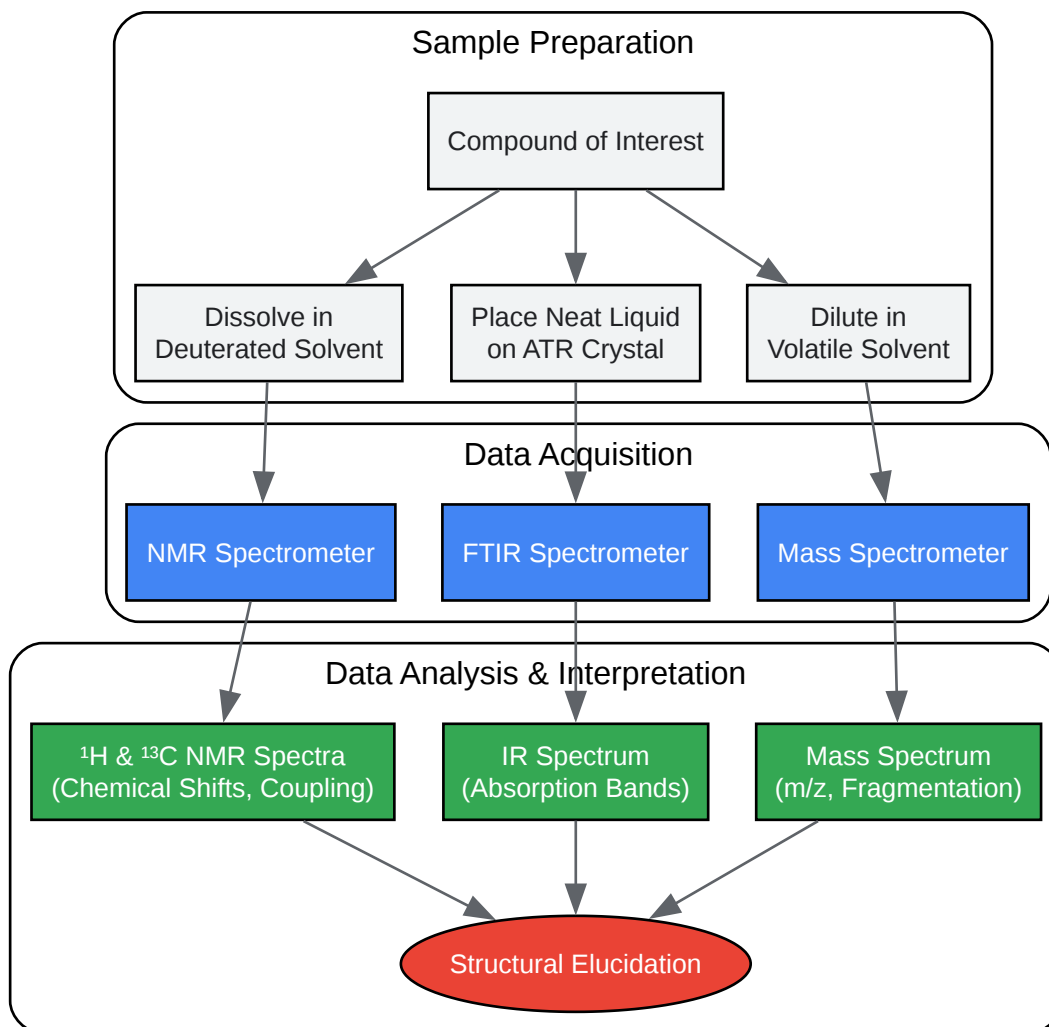 Sample Preparation
Compound of Interest
Dissolve in
Deuterated Solvent
Place Neat Liquid
on ATR Crystal
Dilute in
Volatile Solvent
Data Acquisition
NMR Spectrometer
FTIR Spectrometer
Mass Spectrometer
Data Analysis & Interpretation
¹H & ¹³C NMR Spectra
(Chemical Shifts, Coupling)
IR Spectrum
(Absorption Bands)
Mass Spectrum
(m/z, Fragmentation)
Structural Elucidation